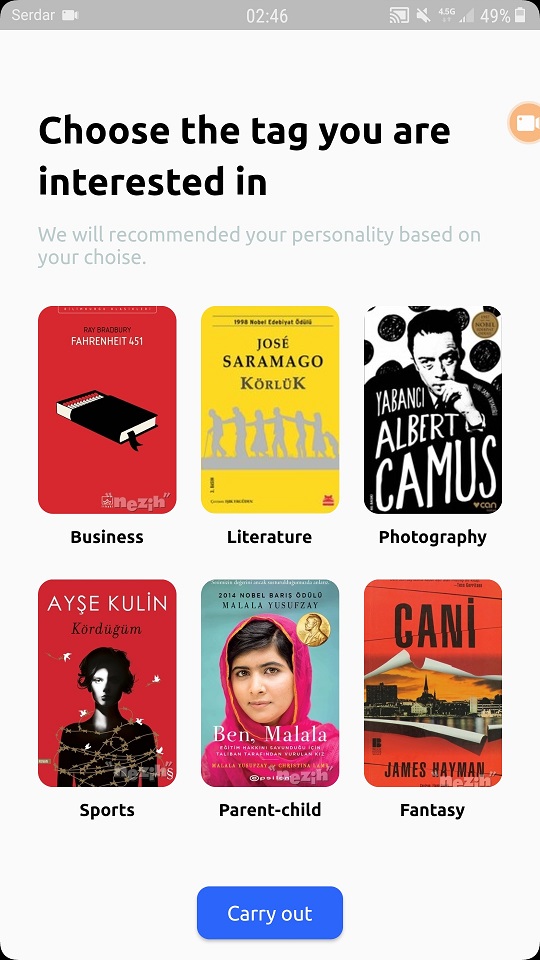 Serdar
02:46
4.5G
49%
Choose the tag you are
interested in
We will recommended your personality based on
your choise.
RAY BRADBURY
FAHRENHEIT 451
nezih
1998 Nobel Edebiyat Ödülü
JOSÉ
SARAMAGO
KÖRLÜK
YABANCI
ALBERT
CAMUS
can
Business
Literature
Photography
AYŞE KULİN
Kördüğüm
nezih
2014 NOBEL BARIŞ ÖDÜLÜ
MALALA YUSUFZAY
Ben, Malala
EĞİTİM HAKKINI SAVUNDUĞU İÇİN
TALİBAN TARAFINDAN VURULAN KIZ
MALALA YUSUFZAY CHRISTINA LAMB
epsilon
nezih
CANİ
JAMES HAYMAN
nezih
Sports
Parent-child
Fantasy
Carry out